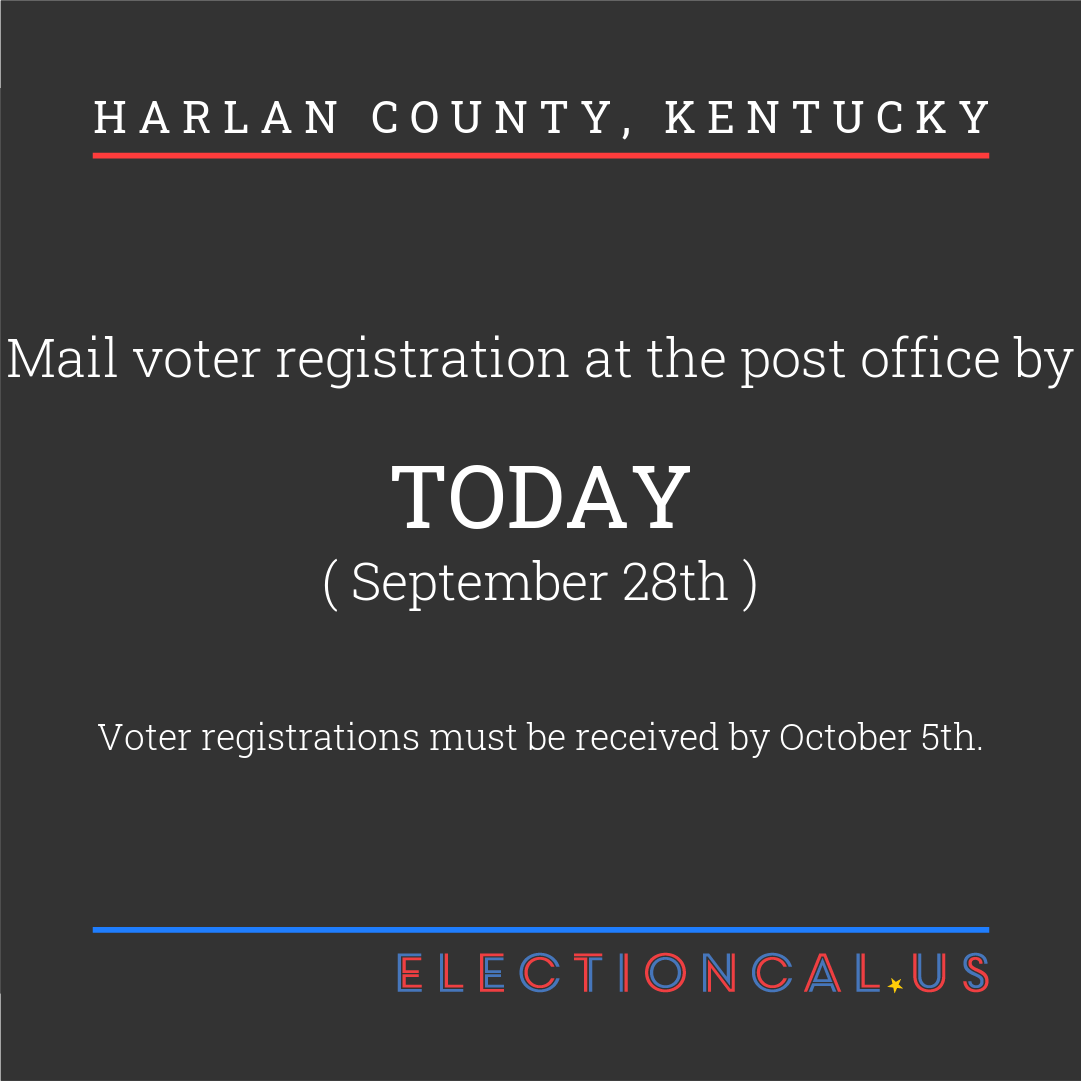 HARLAN COUNTY, KENTUCKY
Mail voter registration at the post office by
TODAY
( September 28th )
Voter registrations must be received by October 5th.
ELECTIONCAL.US